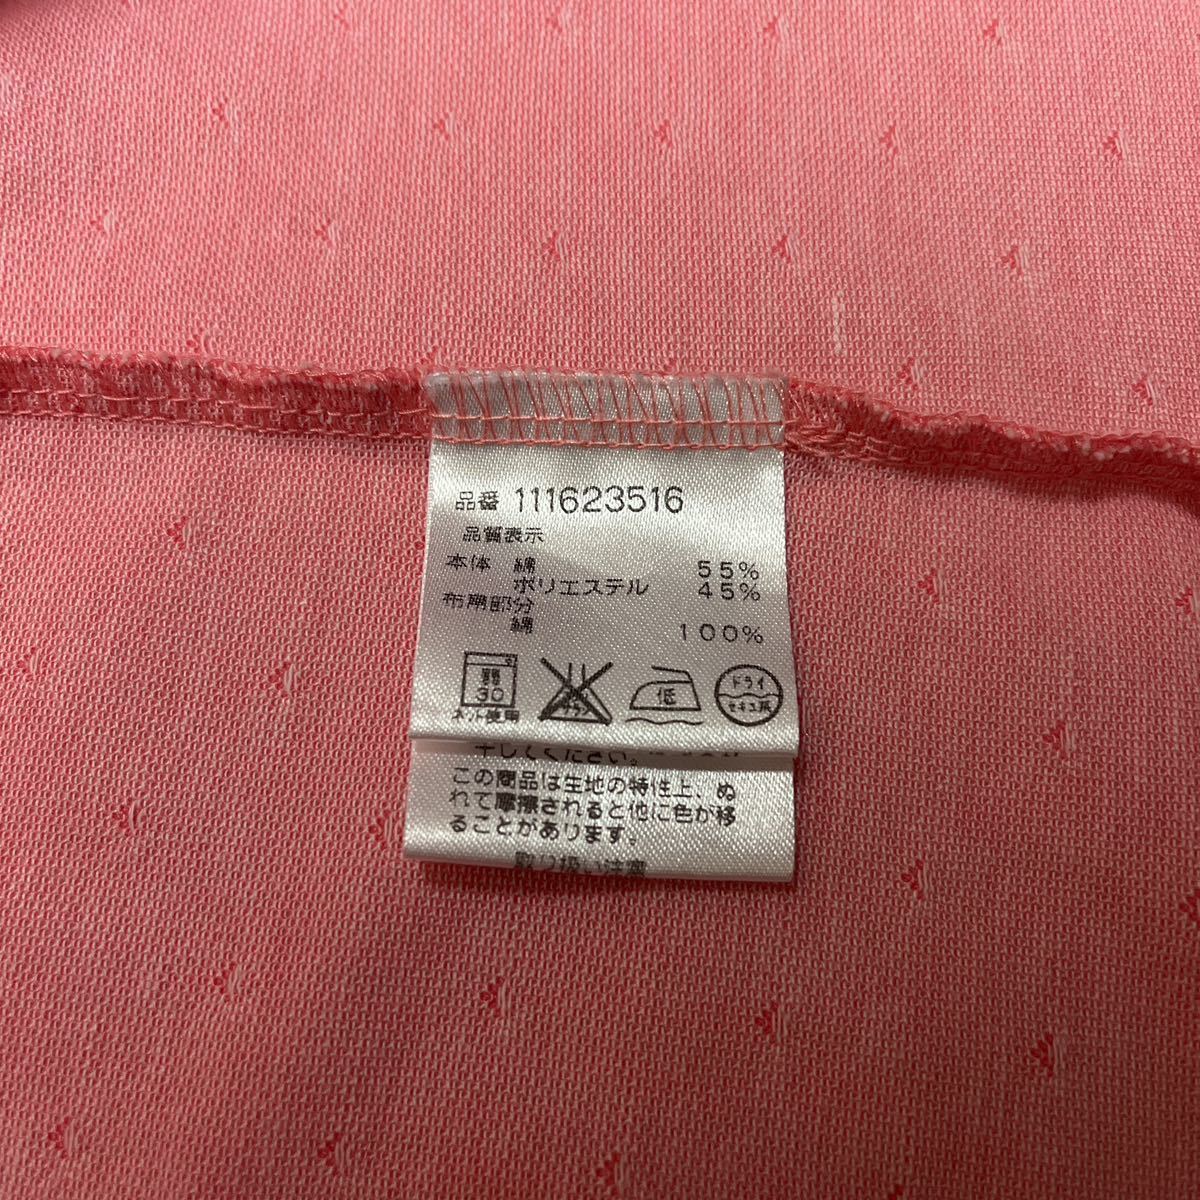 品番 111623516
品質表示
本体 綿 55%
ポリエステル 45%
布帛部分
綿 100%
弱 30 エンソ 低 ドライ
ネット使用 セキユ系
干してください。
この商品は生地の特性上、ぬ
れて摩擦されると他に色が移
ることがあります。
取り扱い注意